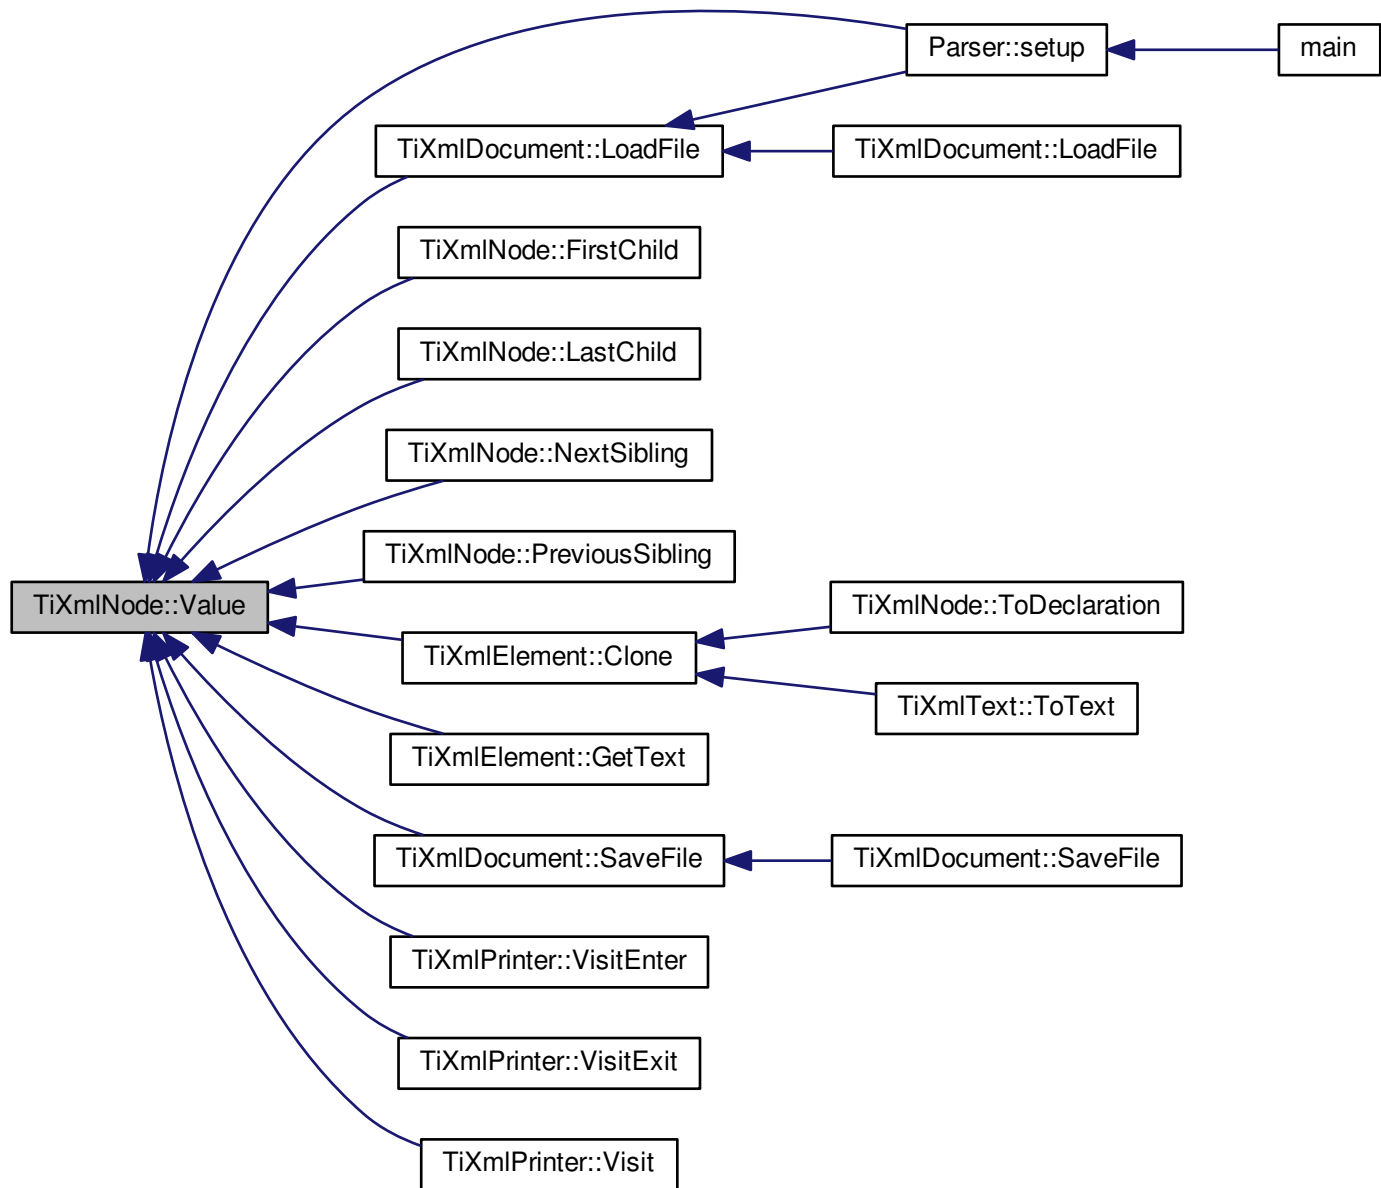 Parser::setup
main
TiXmlDocument::LoadFile
TiXmlDocument::LoadFile
TiXmlNode::FirstChild
TiXmlNode::LastChild
TiXmlNode::NextSibling
TiXmlNode::PreviousSibling
TiXmlNode::Value
TiXmlNode::ToDeclaration
TiXmlElement::Clone
TiXmlText::ToText
TiXmlElement::GetText
TiXmlDocument::SaveFile
TiXmlDocument::SaveFile
TiXmlPrinter::VisitEnter
TiXmlPrinter::VisitExit
TiXmlPrinter::Visit